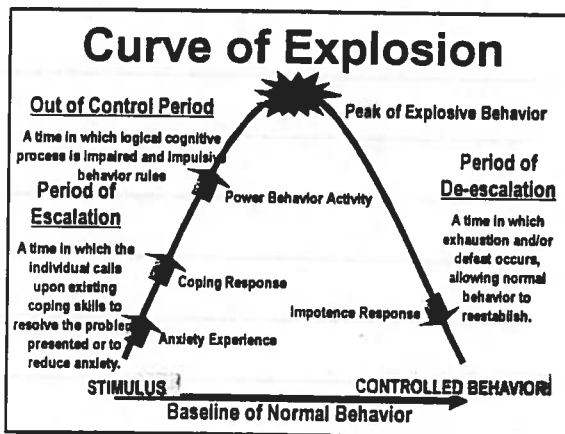 Curve of Explosion
Out of Control Period
A time in which logical cognitive
process is impaired and impulsive
behavior rules
Peak of Explosive Behavior
Period of
Escalation
Power Behavior Activity
A time in which the
individual calls
upon existing
coping skills to
resolve the problem
presented or to
reduce anxiety.
Coping Response
Anxiety Experience
Period of
De-escalation
A time in which
exhaustion and/or
defeat occurs,
allowing normal
behavior to
reestablish.
Impotence Response
STIMULUS
CONTROLLED BEHAVIOR
Baseline of Normal Behavior